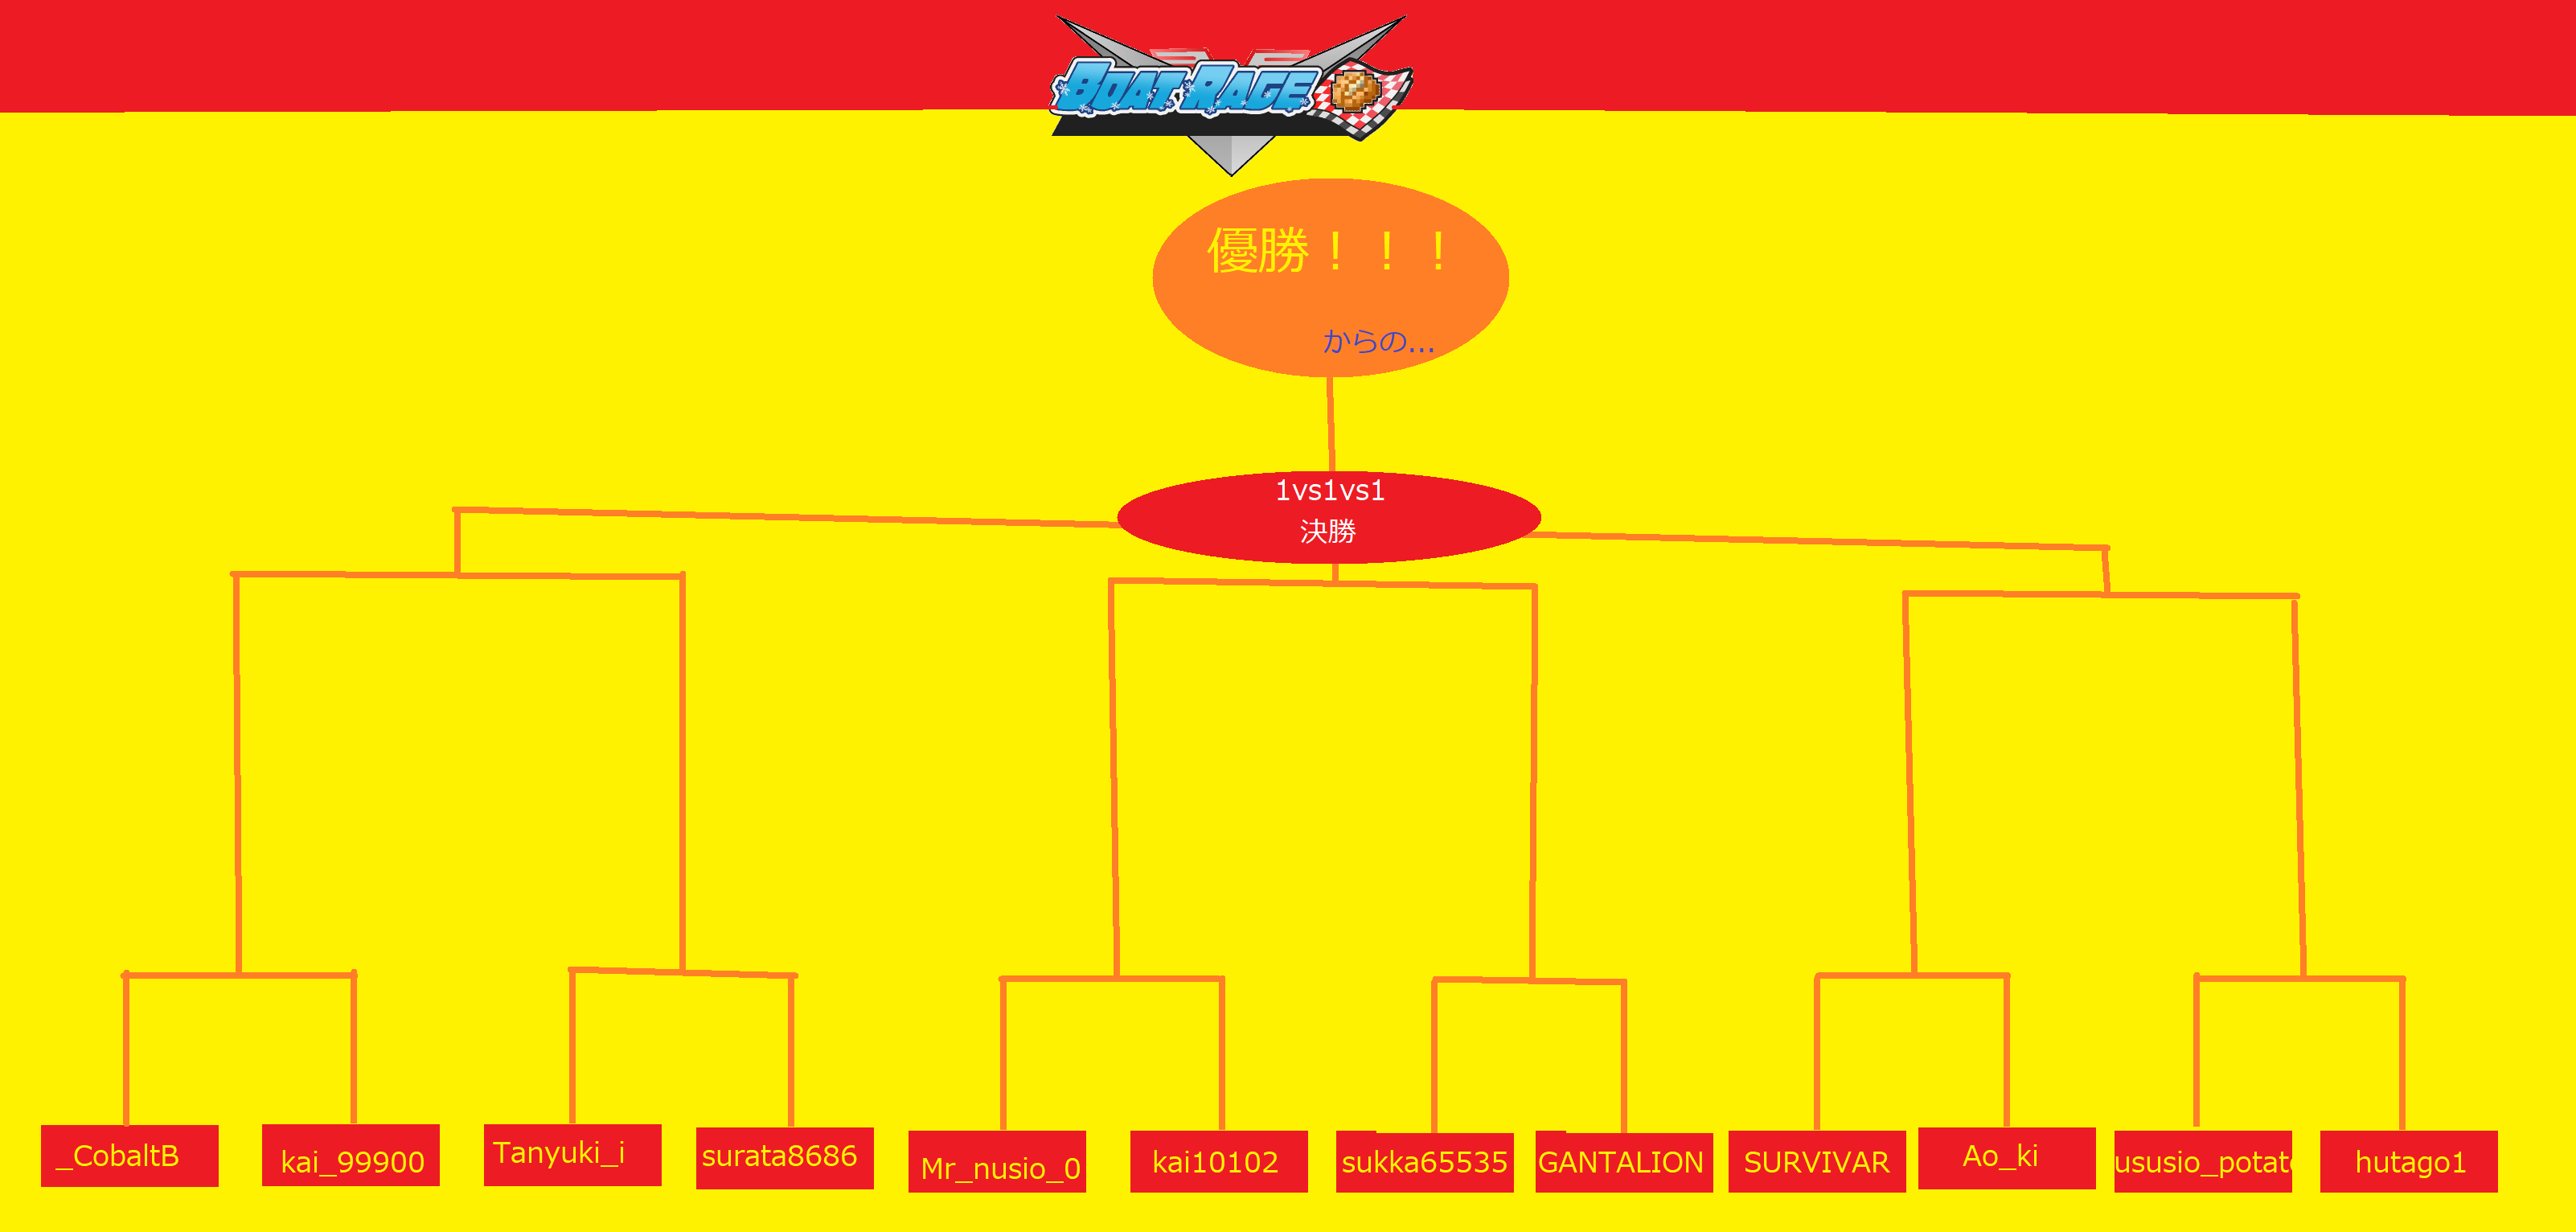 BOAT RACE
優勝！！！
からの...
1vs1vs1
決勝
_CobaltB
kai_99900
Tanyuki_i
surata8686
Mr_nusio_0
kai10102
sukka65535
GANTALION
SURVIVAR
Ao_ki
ususio_potato
hutago1